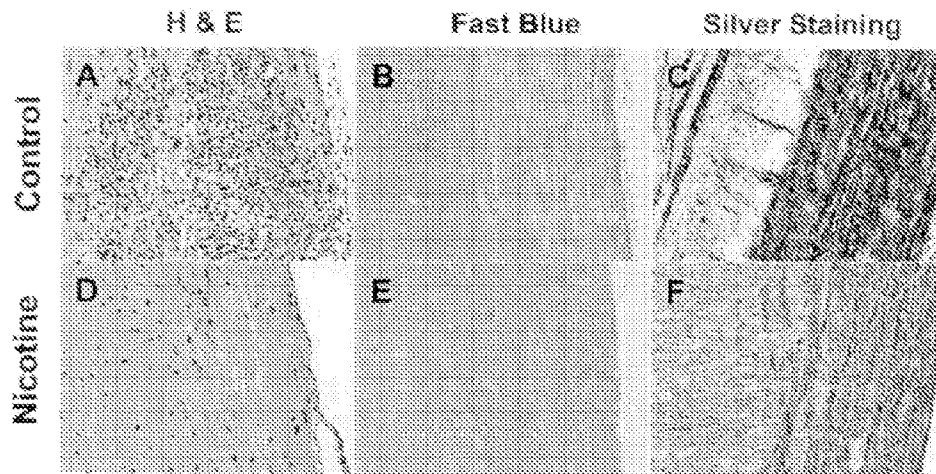 H & E Fast Blue Silver Staining
Control
A B C
Nicotine
D E F